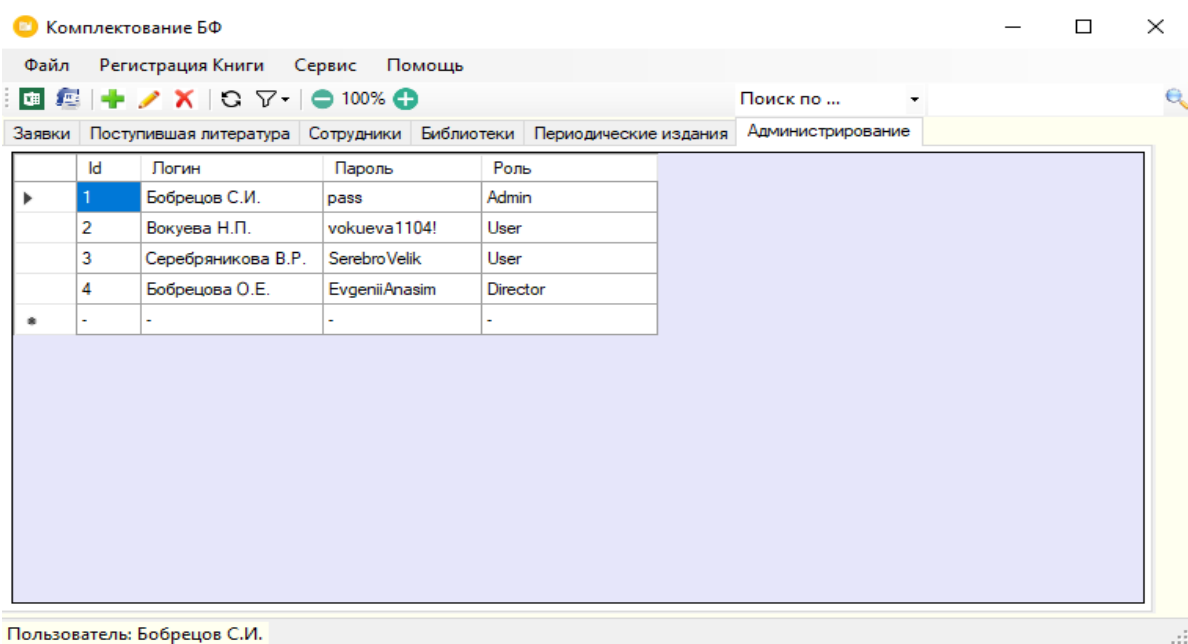 Комплектование БФ
Файл Регистрация Книги Сервис Помощь
100% Поиск по ...
Заявки Поступившая литература Сотрудники Библиотеки Периодические издания Администрирование
Id Логин Пароль Роль
1 Бобрецов С.И. pass Admin
2 Вокуева Н.П. vokueva1104! User
3 Серебряникова В.Р. SerebroVelik User
4 Бобрецова О.Е. EvgeniiAnasim Director
- - - -
Пользователь: Бобрецов С.И.